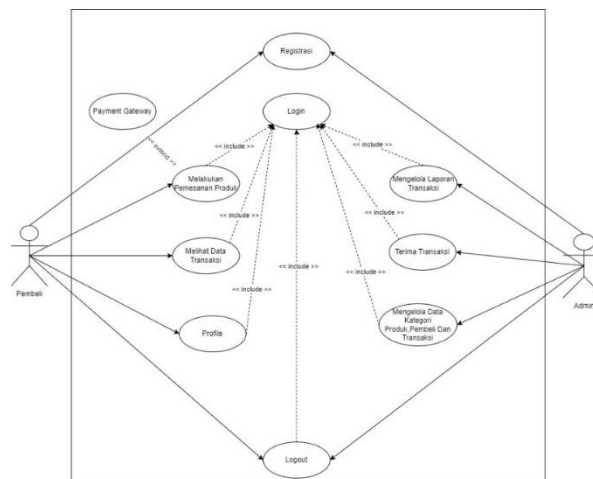 Registrasi
Payment Gateway
Login
<< extend >>
<< include >>
<< include >>
Melakukan
Pemesanan Produk
Mengelola Laporan
Transaksi
<< include >>
<< include >>
Melihat Data
Transaksi
Terima Transaksi
<< include >>
<< include >>
<< include >>
Pembeli
Admin
Profile
Mengelola Data
Kategori
Produk,Pembeli Dan
Transaksi
Logout